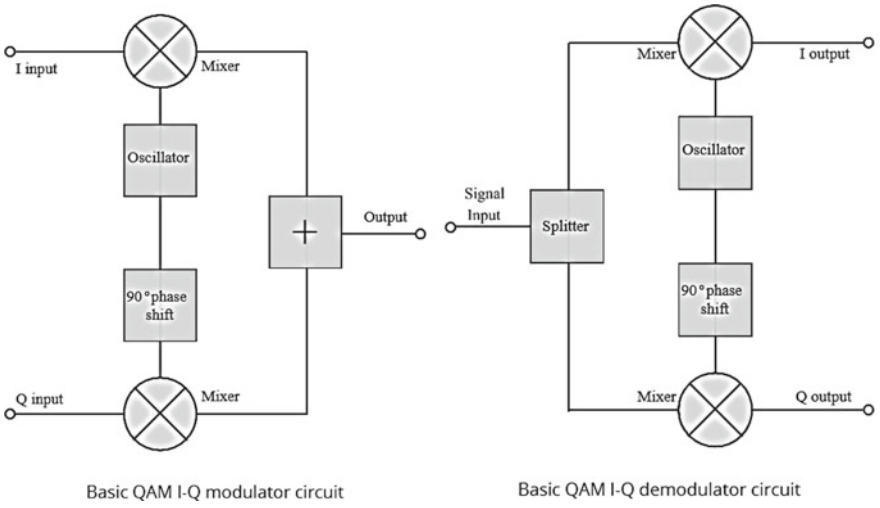 I input
Mixer
Oscillator
+
Output
90°phase
shift
Q input
Mixer
Basic QAM I-Q modulator circuit
Signal
Input
Splitter
Mixer
I output
Oscillator
90°phase
shift
Mixer
Q output
Basic QAM I-Q demodulator circuit